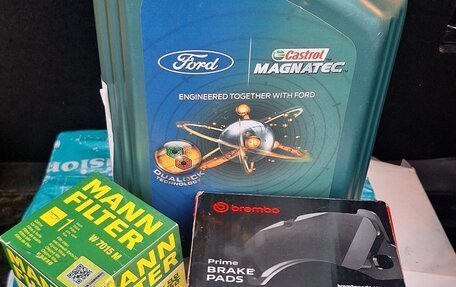 Ford
Castrol
MAGNATEC
ENGINEERED TOGETHER WITH FORD
DUALOCK
TECHNOLOGY
MANN
FILTER
W 7015 M
brembo
Prime
BRAKE
PADS